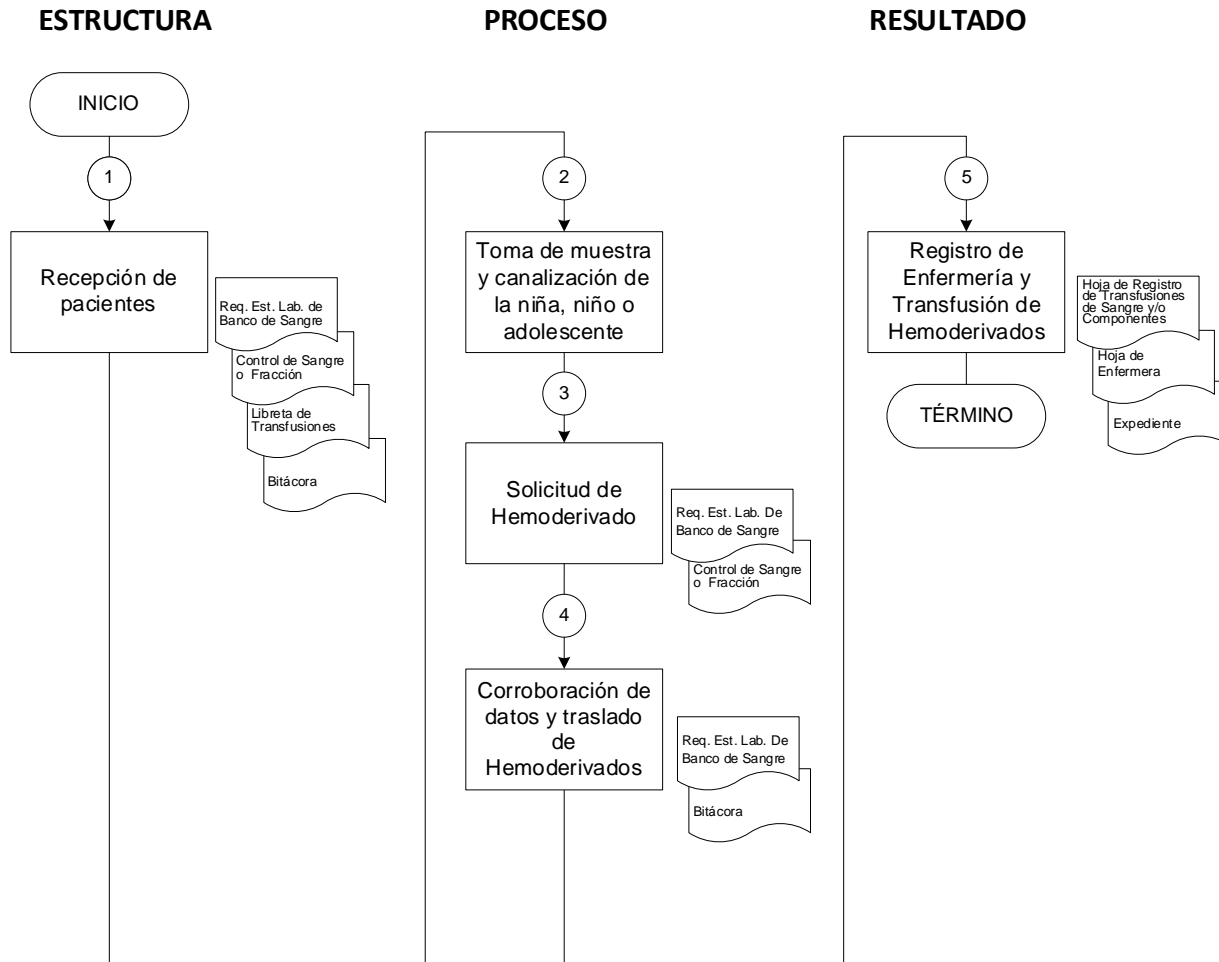 ESTRUCTURA
PROCESO
RESULTADO
INICIO
1
Recepción de
pacientes
Req. Est. Lab. de
Banco de Sangre
Control de Sangre
o Fracción
Libreta de
Transfusiones
Bitácora
2
Toma de muestra
y canalización de
la niña, niño o
adolescente
3
Solicitud de
Hemoderivado
Req. Est. Lab. De
Banco de Sangre
Control de Sangre
o Fracción
4
Corroboración de
datos y traslado
de
Hemoderivados
Req. Est. Lab. De
Banco de Sangre
Bitácora
5
Registro de
Enfermería y
Transfusión de
Hemoderivados
Hoja de Registro
de Transfusiones
de Sangre y/o
Componentes
Hoja de
Enfermera
Expediente
TÉRMINO